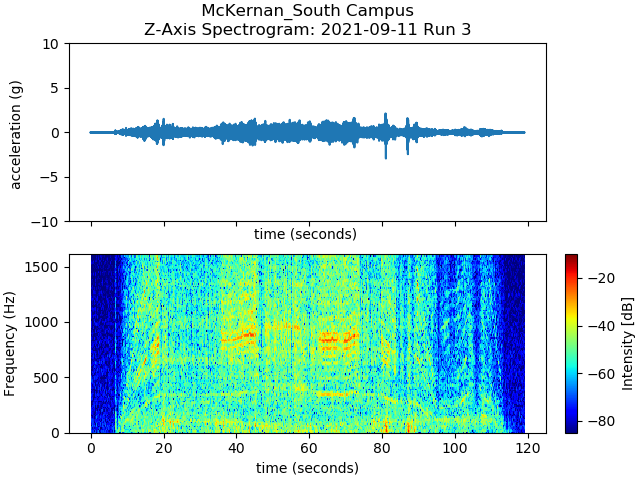 McKernan_South Campus
Z-Axis Spectrogram: 2021-09-11 Run 3
10
5
0
−5
−10
acceleration (g)
time (seconds)
1500
1000
500
0
Frequency (Hz)
0 20 40 60 80 100 120
time (seconds)
−20
−40
−60
−80
Intensity [dB]